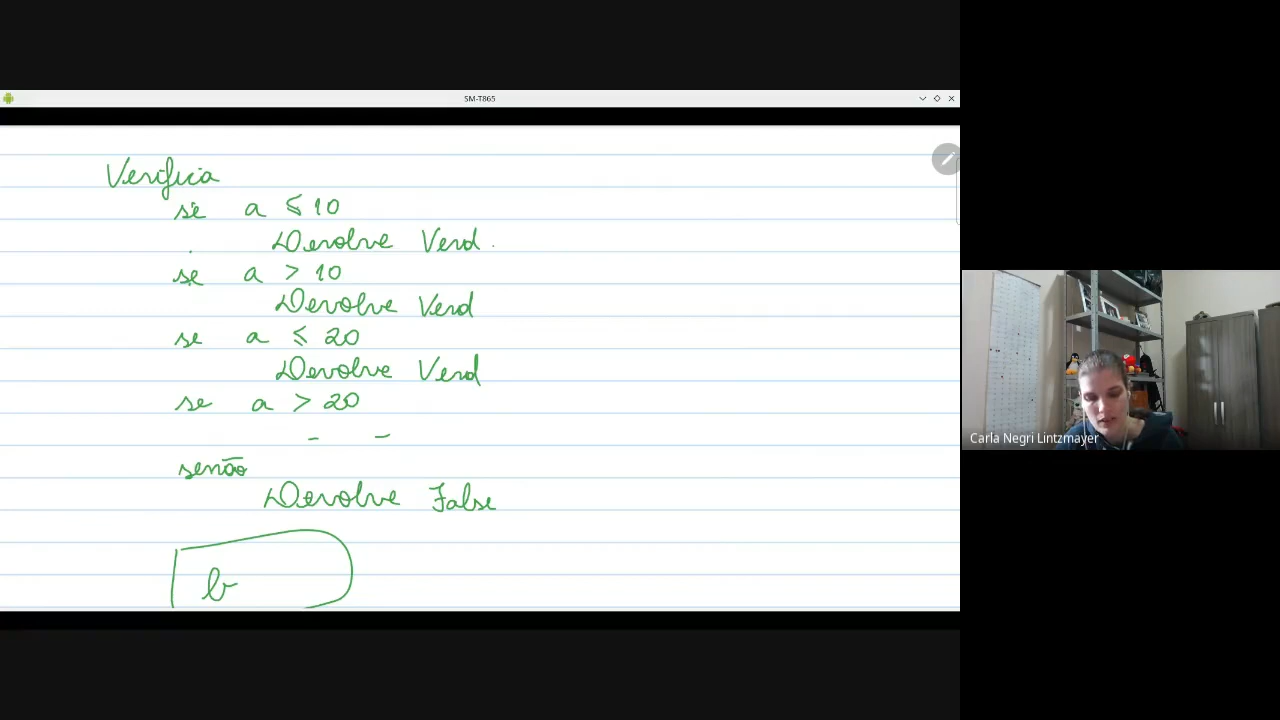 SM-T865
Verifica
se a ≤ 10
Devolve Verd.
se a > 10
Devolve Verd
se a ≤ 20
Devolve Verd
se a > 20
- -
senão
Devolve False
b
Carla Negri Lintzmayer